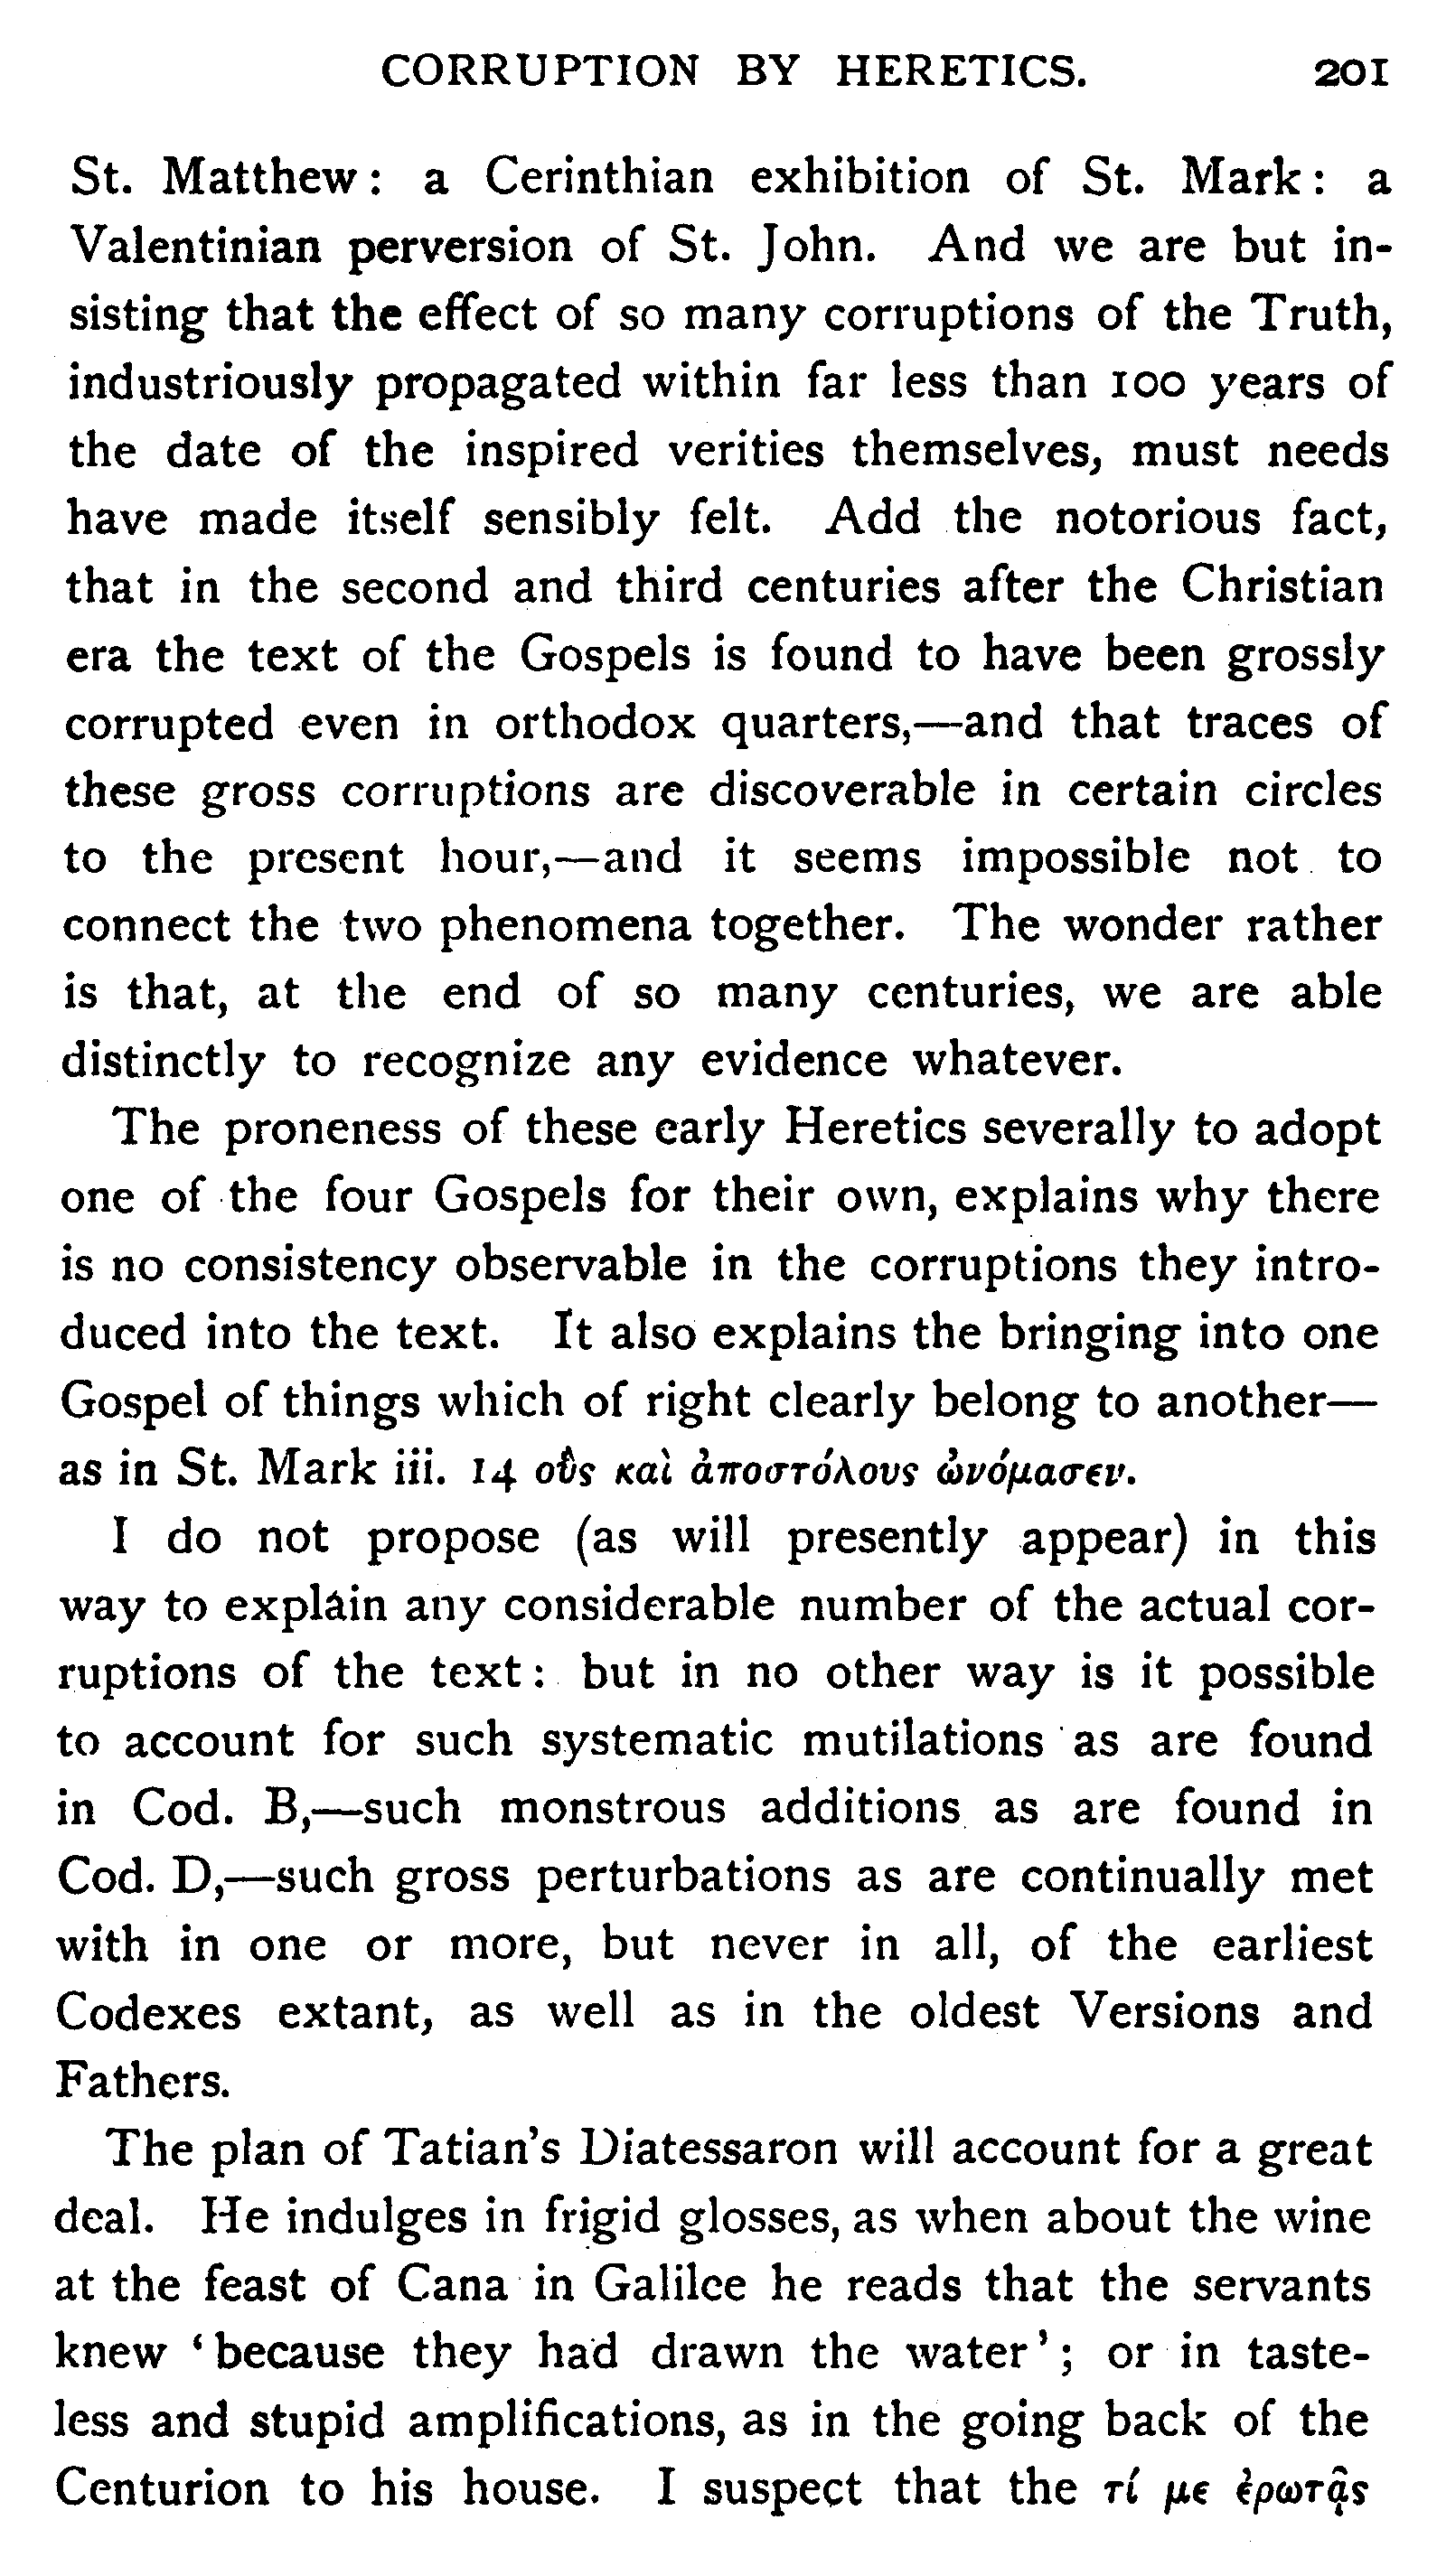 CORRUPTION BY HERETICS. 201
St. Matthew: a Cerinthian exhibition of St. Mark: a
Valentinian perversion of St. John. And we are but in-
sisting that the effect of so many corruptions of the Truth,
industriously propagated within far less than 100 years of
the date of the inspired verities themselves, must needs
have made itself sensibly felt. Add the notorious fact,
that in the second and third centuries after the Christian
era the text of the Gospels is found to have been grossly
corrupted even in orthodox quarters,—and that traces of
these gross corruptions are discoverable in certain circles
to the present hour,—and it seems impossible not to
connect the two phenomena together. The wonder rather
is that, at the end of so many centuries, we are able
distinctly to recognize any evidence whatever.
The proneness of these early Heretics severally to adopt
one of the four Gospels for their own, explains why there
is no consistency observable in the corruptions they intro-
duced into the text. It also explains the bringing into one
Gospel of things which of right clearly belong to another—
as in St. Mark iii. 14 οὓς καὶ ἀποστόλους ὠνόμασεν.
I do not propose (as will presently appear) in this
way to explain any considerable number of the actual cor-
ruptions of the text: but in no other way is it possible
to account for such systematic mutilations as are found
in Cod. B,—such monstrous additions as are found in
Cod. D,—such gross perturbations as are continually met
with in one or more, but never in all, of the earliest
Codexes extant, as well as in the oldest Versions and
Fathers.
The plan of Tatian's Diatessaron will account for a great
deal. He indulges in frigid glosses, as when about the wine
at the feast of Cana in Galilee he reads that the servants
knew ‘because they had drawn the water’; or in taste-
less and stupid amplifications, as in the going back of the
Centurion to his house. I suspect that the τί με ἐρωτᾷς